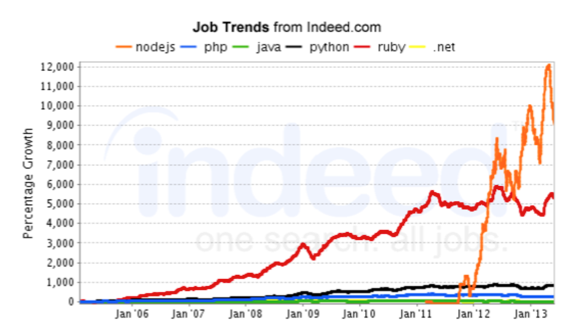 Job Trends from Indeed.com
nodejs php java python ruby .net
Percentage Growth
12,000
11,000
10,000
9,000
8,000
7,000
6,000
5,000
4,000
3,000
2,000
1,000
0
indeed
one search. all jobs.
Jan '06 Jan '07 Jan '08 Jan '09 Jan '10 Jan '11 Jan '12 Jan '13